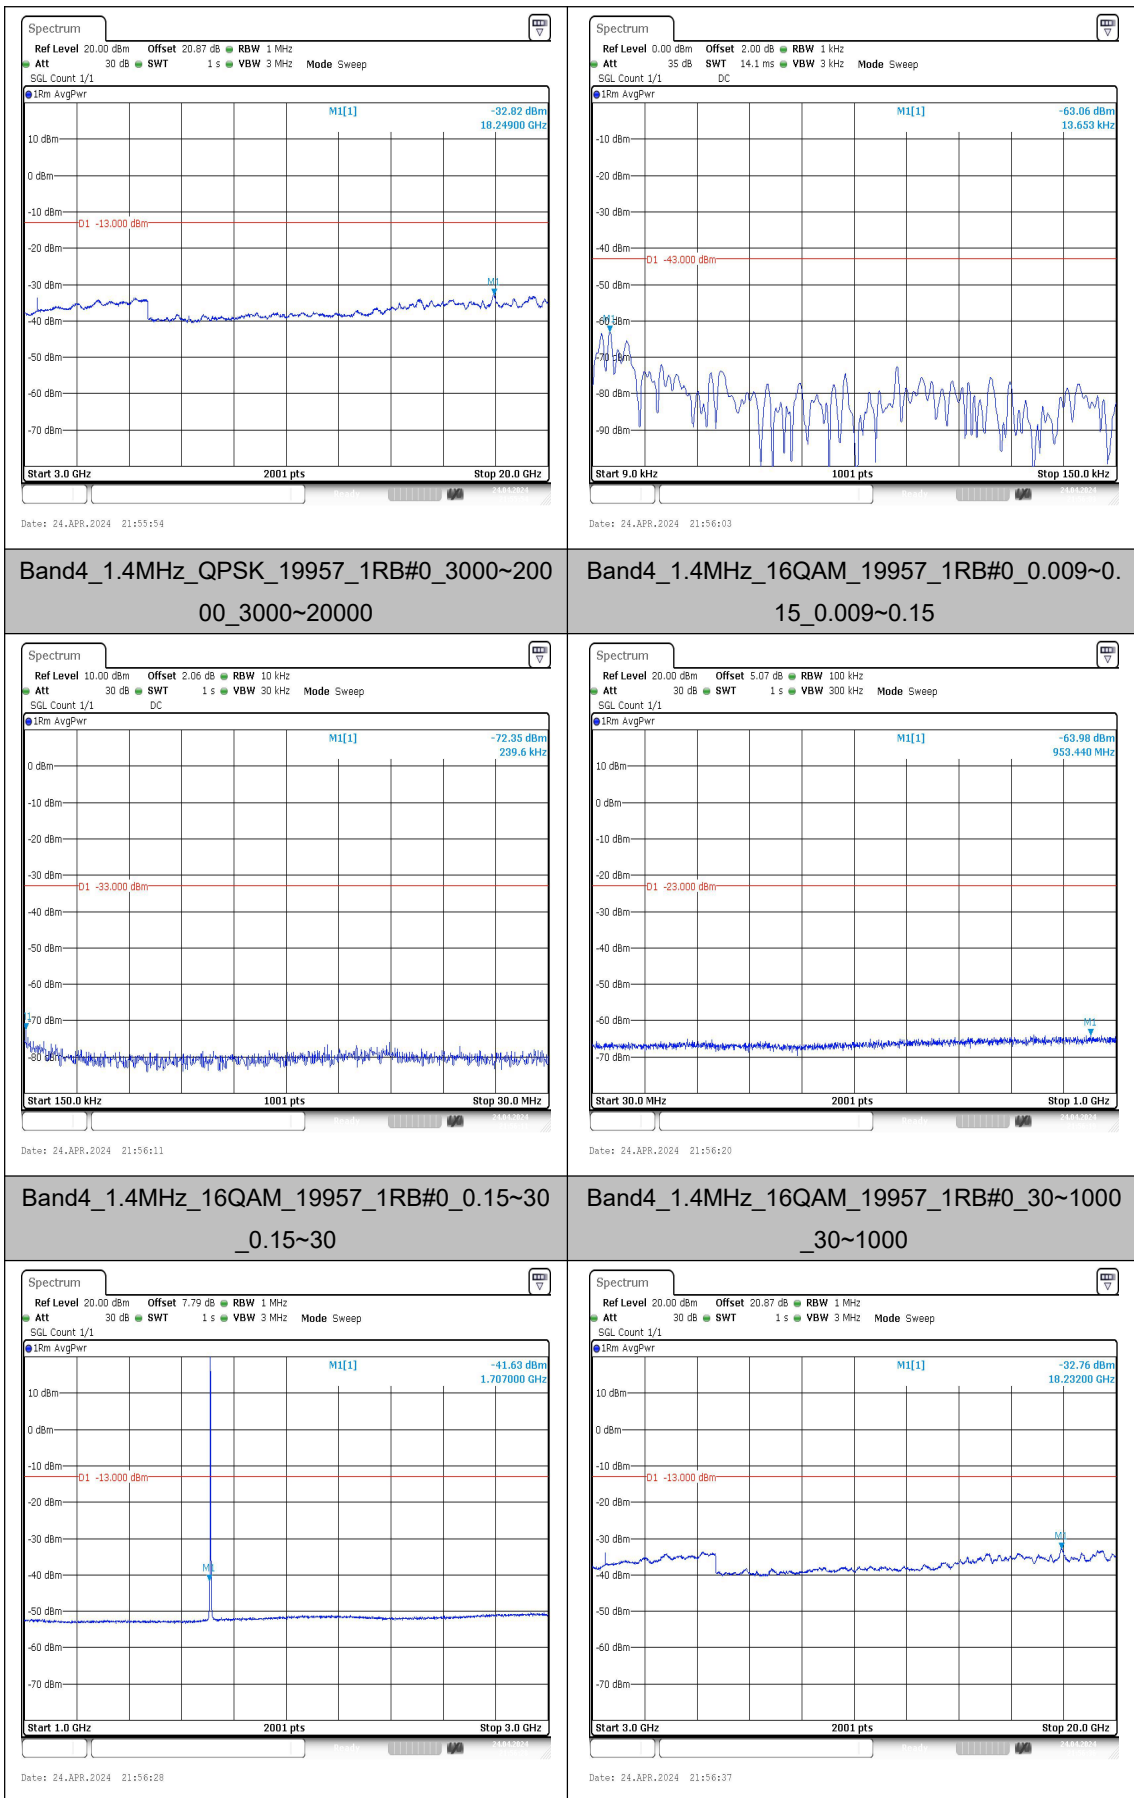 Spectrum
Ref Level 20.00 dBm Offset 20.87 dB RBW 1 MHz
Att 30 dB SWT 1 s VBW 3 MHz Mode Sweep
SGL Count 1/1
1Rm AvgPwr
M1[1] -32.82 dBm
18.24900 GHz
10 dBm
0 dBm
-10 dBm
D1 -13.000 dBm
-20 dBm
-30 dBm
M1
-40 dBm
-50 dBm
-60 dBm
-70 dBm
Start 3.0 GHz 2001 pts Stop 20.0 GHz
Date: 24.APR.2024 21:55:54
Spectrum
Ref Level 0.00 dBm Offset 2.00 dB RBW 1 kHz
Att 35 dB SWT 14.1 ms VBW 3 kHz Mode Sweep
SGL Count 1/1 DC
1Rm AvgPwr
M1[1] -63.06 dBm
13.653 kHz
-10 dBm
-20 dBm
-30 dBm
-40 dBm
D1 -43.000 dBm
-50 dBm
-60 dBm
-70 dBm
-80 dBm
-90 dBm
Start 9.0 kHz 1001 pts Stop 150.0 kHz
Date: 24.APR.2024 21:56:03
Band4_1.4MHz_QPSK_19957_1RB#0_3000~200
00_3000~20000
Band4_1.4MHz_16QAM_19957_1RB#0_0.009~0.
15_0.009~0.15
Spectrum
Ref Level 10.00 dBm Offset 2.06 dB RBW 10 kHz
Att 30 dB SWT 1 s VBW 30 kHz Mode Sweep
SGL Count 1/1 DC
1Rm AvgPwr
M1[1] -72.35 dBm
239.6 kHz
0 dBm
-10 dBm
-20 dBm
-30 dBm
D1 -33.000 dBm
-40 dBm
-50 dBm
-60 dBm
-70 dBm
-80 dBm
Start 150.0 kHz 1001 pts Stop 30.0 MHz
Date: 24.APR.2024 21:56:11
Spectrum
Ref Level 20.00 dBm Offset 5.07 dB RBW 100 kHz
Att 30 dB SWT 1 s VBW 300 kHz Mode Sweep
SGL Count 1/1
1Rm AvgPwr
M1[1] -63.98 dBm
953.440 MHz
10 dBm
0 dBm
-10 dBm
-20 dBm
D1 -23.000 dBm
-30 dBm
-40 dBm
-50 dBm
-60 dBm
M1
-70 dBm
Start 30.0 MHz 2001 pts Stop 1.0 GHz
Date: 24.APR.2024 21:56:20
Band4_1.4MHz_16QAM_19957_1RB#0_0.15~30
_0.15~30
Band4_1.4MHz_16QAM_19957_1RB#0_30~1000
_30~1000
Spectrum
Ref Level 20.00 dBm Offset 7.79 dB RBW 1 MHz
Att 30 dB SWT 1 s VBW 3 MHz Mode Sweep
SGL Count 1/1
1Rm AvgPwr
M1[1] -41.63 dBm
1.707000 GHz
10 dBm
0 dBm
-10 dBm
D1 -13.000 dBm
-20 dBm
-30 dBm
M1
-40 dBm
-50 dBm
-60 dBm
-70 dBm
Start 1.0 GHz 2001 pts Stop 3.0 GHz
Date: 24.APR.2024 21:56:28
Spectrum
Ref Level 20.00 dBm Offset 20.87 dB RBW 1 MHz
Att 30 dB SWT 1 s VBW 3 MHz Mode Sweep
SGL Count 1/1
1Rm AvgPwr
M1[1] -32.76 dBm
18.23200 GHz
10 dBm
0 dBm
-10 dBm
D1 -13.000 dBm
-20 dBm
-30 dBm
M1
-40 dBm
-50 dBm
-60 dBm
-70 dBm
Start 3.0 GHz 2001 pts Stop 20.0 GHz
Date: 24.APR.2024 21:56:37